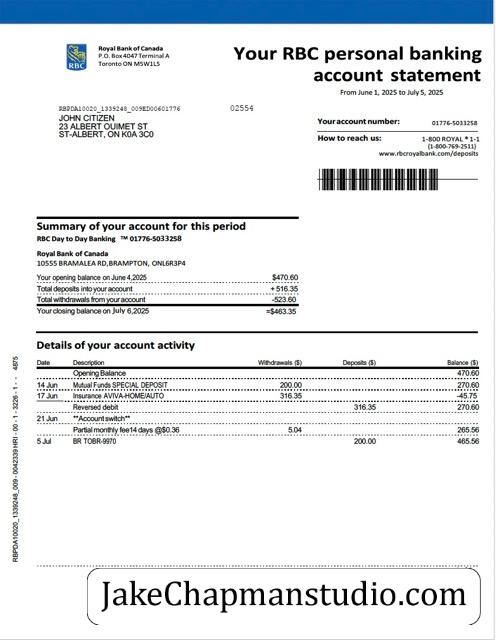 Royal Bank of Canada
P.O. Box 4047 Terminal A
Toronto ON M5W1L5
RBC
Your RBC personal banking
account statement
From June 1, 2025 to July 5, 2025
RBPDA10020_1339248_009ED00601776 02554
JOHN CITIZEN
23 ALBERT OUIMET ST
ST-ALBERT, ON K0A 3C0
Your account number: 01776-5033258
How to reach us: 1-800 ROYAL ® 1-1
(1-800-769-2511)
www.rbcroyalbank.com/deposits
Summary of your account for this period
RBC Day to Day Banking ™ 01776-5033258
Royal Bank of Canada
10555 BRAMALEA RD,BRAMPTON, ONL6R3P4
Your opening balance on June 4,2025 $470.60
Total deposits into your account + 516.35
Total withdrawals from your account -523.60
Your closing balance on July 6,2025 =$463.35
Details of your account activity
Date Description Withdrawals ($) Deposits ($) Balance ($)
Opening Balance 470.60
14 Jun Mutual Funds SPECIAL DEPOSIT 200.00 270.60
17 Jun Insurance AVIVA-HOME/AUTO 316.35 -45.75
Reversed debit 316.35 270.60
21 Jun **Account switch**
Partial monthly fee14 days @$0.36 5.04 265.56
5 Jul BR TOBR-9970 200.00 465.56
JakeChapmanstudio.com